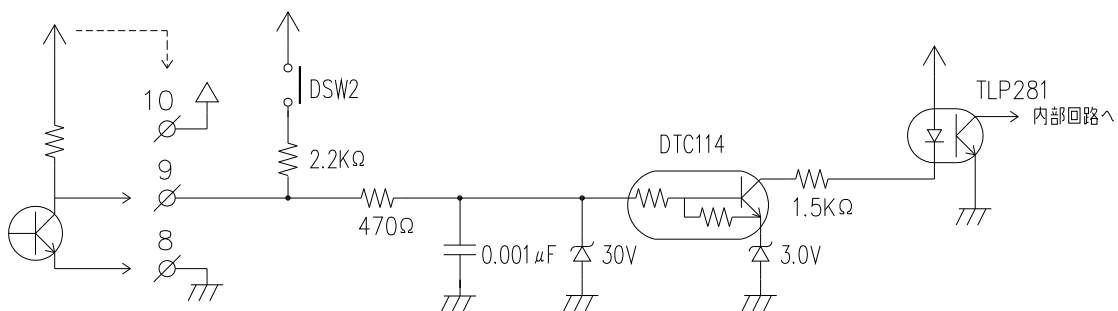 10
9
8
DSW2
2.2KΩ
470Ω
0.001μF
30V
DTC114
3.0V
1.5KΩ
TLP281
内部回路へ